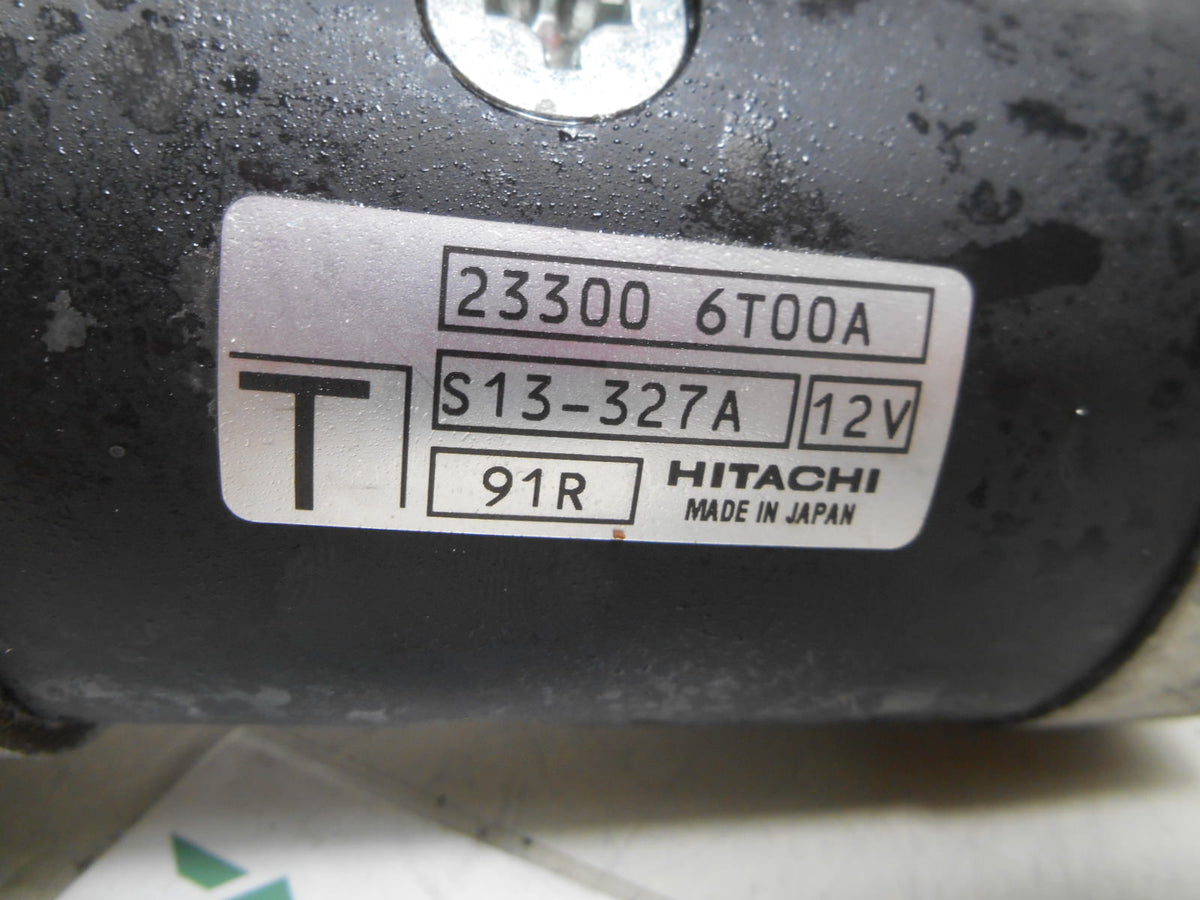 23300 6T00A
S13-327A 12V
T
91R HITACHI
MADE IN JAPAN